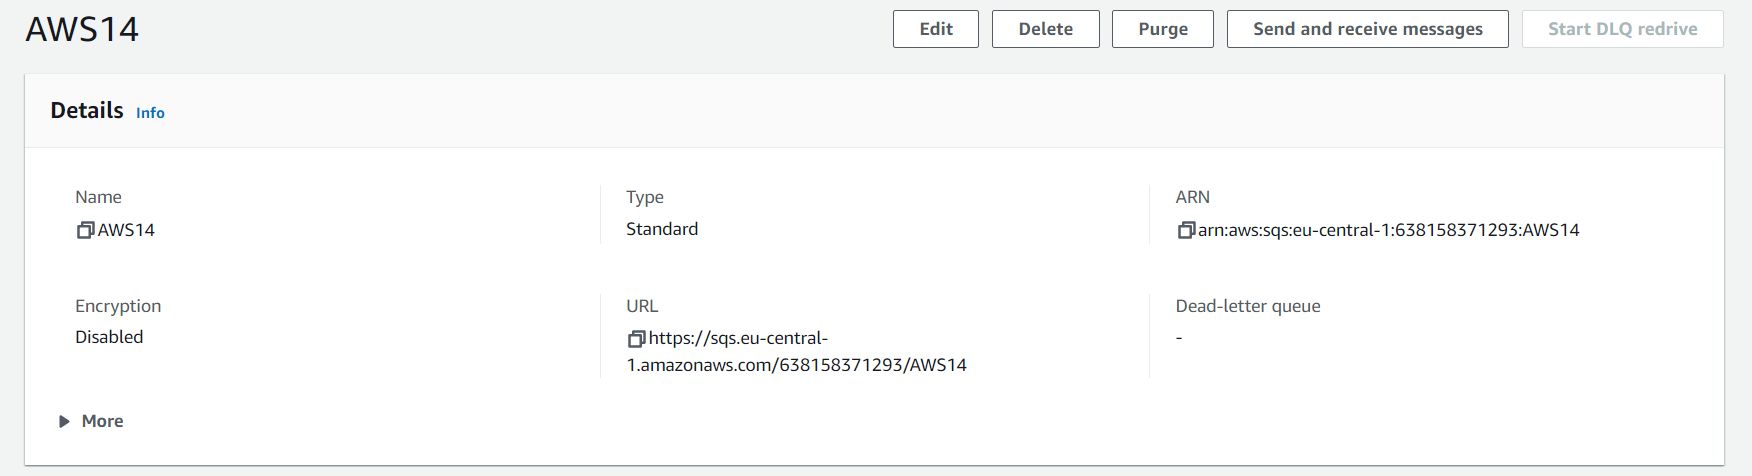 AWS14
Edit
Delete
Purge
Send and receive messages
Start DLQ redrive
Details Info
Name
AWS14
Type
Standard
ARN
arn:aws:sqs:eu-central-1:638158371293:AWS14
Encryption
Disabled
URL
https://sqs.eu-central-
1.amazonaws.com/638158371293/AWS14
Dead-letter queue
-
More